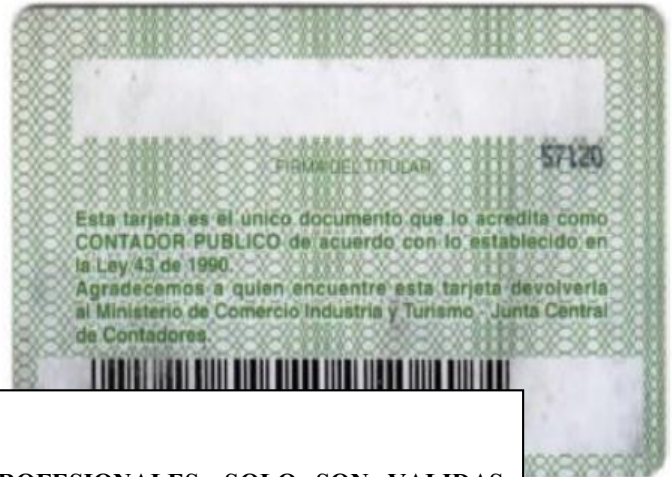 FIRMA DEL TITULAR
57120
Esta tarjeta es el unico documento que lo acredita como
CONTADOR PUBLICO de acuerdo con lo establecido en
la Ley 43 de 1990.
Agradecemos a quien encuentre esta tarjeta devolverla
al Ministerio de Comercio Industria y Turismo - Junta Central
de Contadores.
PROFESIONALES SOLO SON VALIDAS